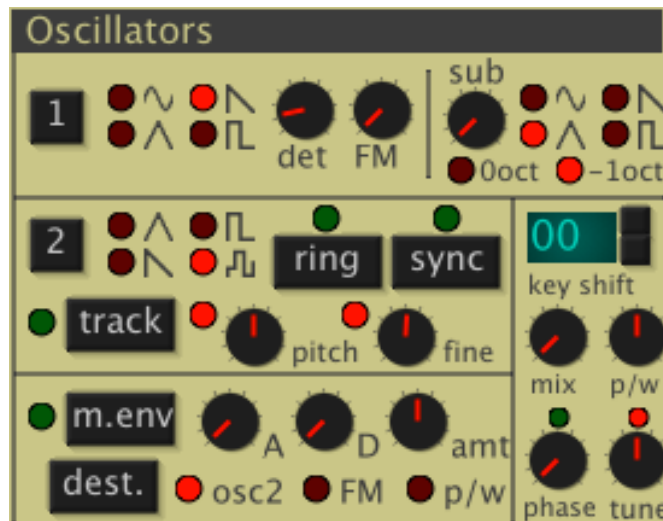 Oscillators
1 det FM sub 0oct -1oct
2 ring sync 00
key shift
track pitch fine mix p/w
m.env A D amt
dest. osc2 FM p/w phase tune